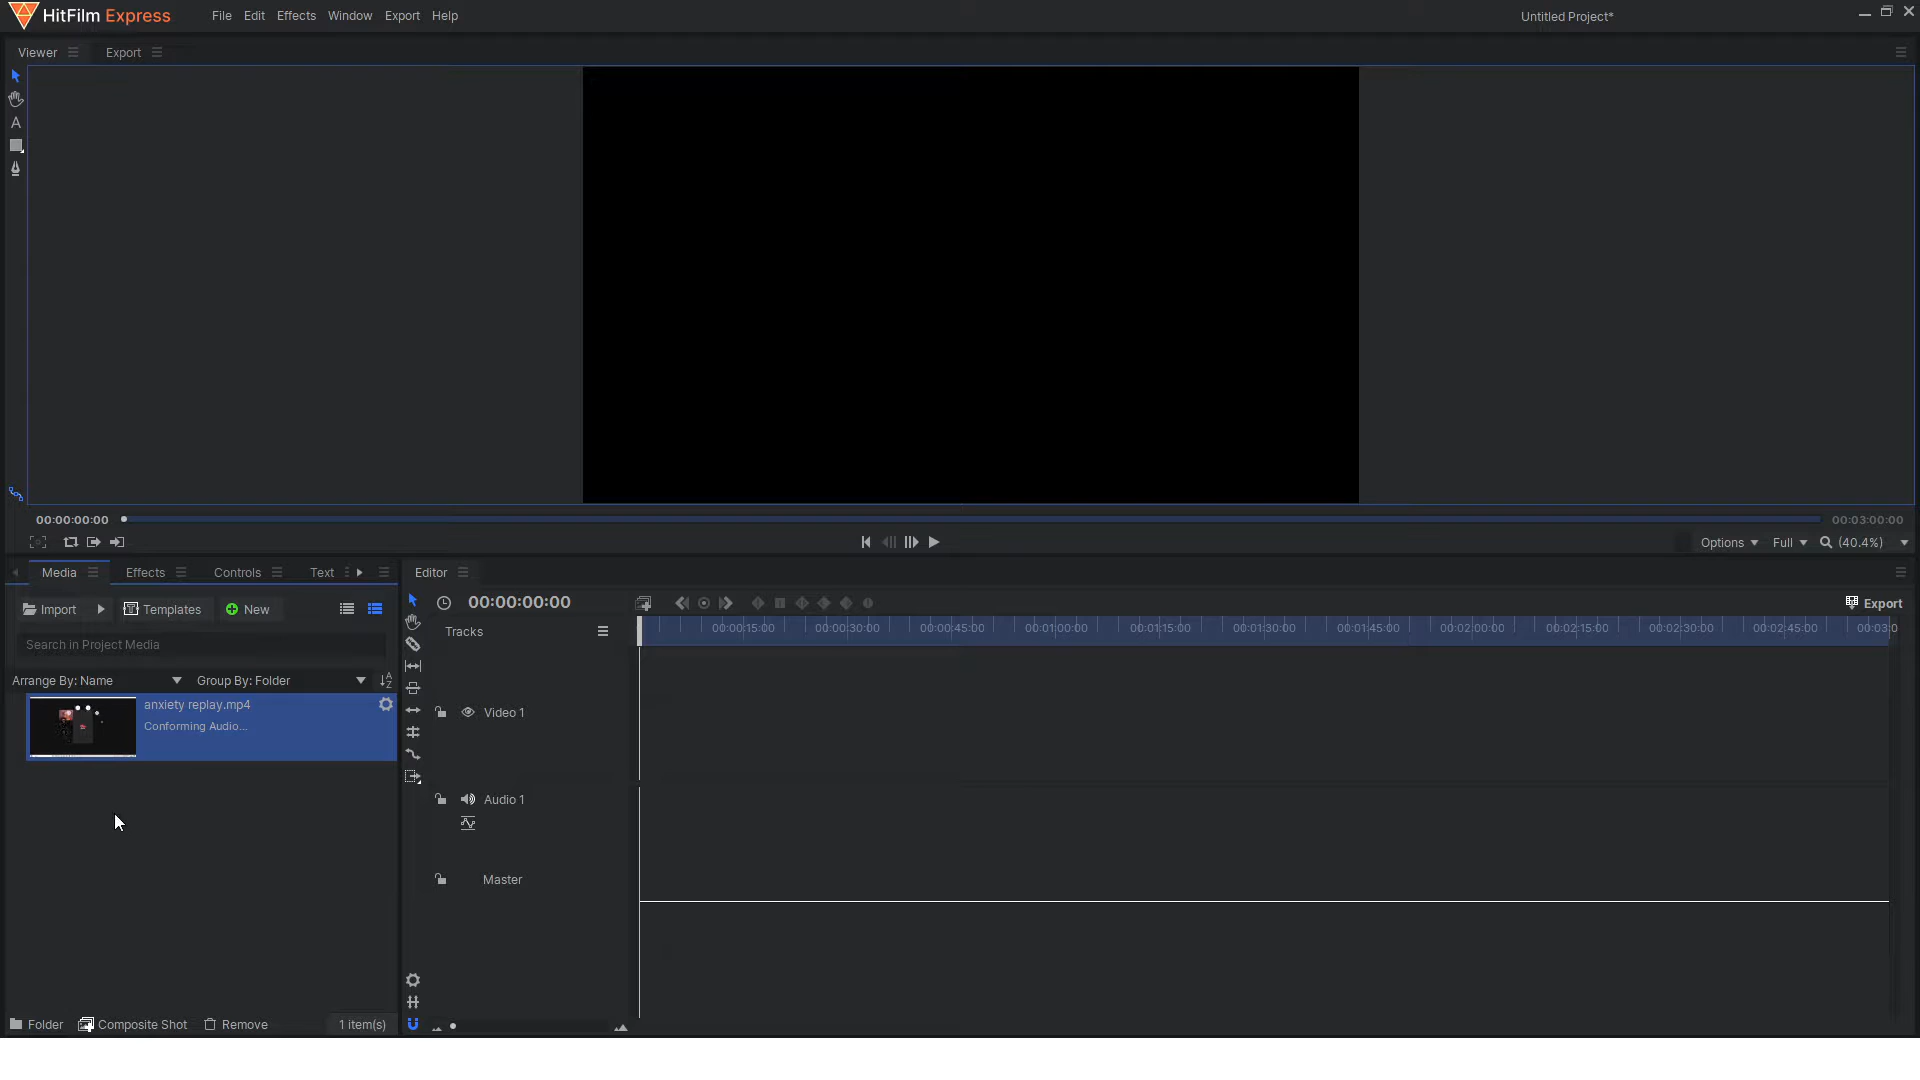 HitFilm Express File Edit Effects Window Export Help Untitled Project*
Viewer Export
A
00:00:00:00 00:03:00:00
Options Full (40.4%)
Media Effects Controls Text
Editor
Import Templates New
00:00:00:00 Export
Search in Project Media
Tracks 00:00:15:00 00:00:30:00 00:00:45:00 00:01:00:00 00:01:15:00 00:01:30:00 00:01:45:00 00:02:00:00 00:02:15:00 00:02:30:00 00:02:45:00 00:03:0
Arrange By: Name Group By: Folder
anxiety replay.mp4
Conforming Audio...
Video 1
Audio 1
Master
Folder Composite Shot Remove 1 item(s)